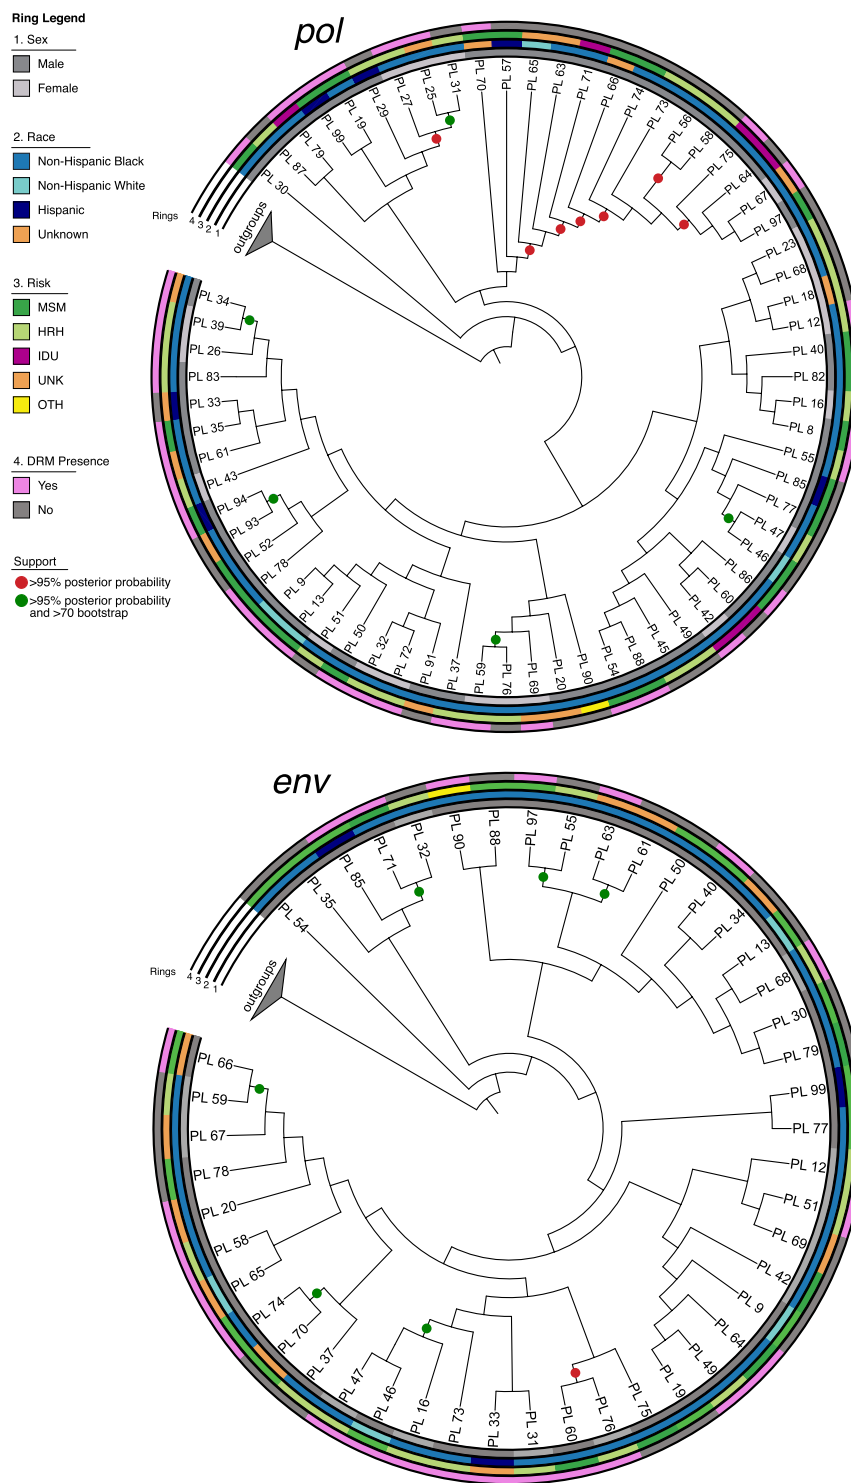 Ring Legend
1. Sex
Male
Female
2. Race
Non-Hispanic Black
Non-Hispanic White
Hispanic
Unknown
3. Risk
MSM
HRH
IDU
UNK
OTH
4. DRM Presence
Yes
No
Support
>95% posterior probability
>95% posterior probability
and >70 bootstrap
pol
Rings
4 3 2 1
outgroups
PL 30
PL 87
PL 79
PL 99
PL 19
PL 29
PL 27
PL 25
PL 31
PL 70
PL 57
PL 65
PL 63
PL 71
PL 66
PL 74
PL 73
PL 56
PL 58
PL 75
PL 64
PL 67
PL 97
PL 23
PL 68
PL 18
PL 12
PL 40
PL 82
PL 16
PL 8
PL 55
PL 85
PL 77
PL 47
PL 46
PL 86
PL 60
PL 42
PL 49
PL 45
PL 88
PL 54
PL 90
PL 20
PL 69
PL 76
PL 59
PL 37
PL 91
PL 72
PL 32
PL 50
PL 51
PL 13
PL 9
PL 78
PL 52
PL 93
PL 94
PL 43
PL 61
PL 35
PL 33
PL 83
PL 26
PL 39
PL 34
env
Rings
4 3 2 1
outgroups
PL 54
PL 35
PL 85
PL 71
PL 32
PL 90
PL 88
PL 97
PL 55
PL 63
PL 61
PL 50
PL 40
PL 34
PL 13
PL 68
PL 30
PL 79
PL 99
PL 77
PL 12
PL 51
PL 69
PL 42
PL 9
PL 64
PL 49
PL 19
PL 75
PL 76
PL 60
PL 31
PL 33
PL 73
PL 16
PL 46
PL 47
PL 37
PL 70
PL 74
PL 65
PL 58
PL 20
PL 78
PL 67
PL 59
PL 66